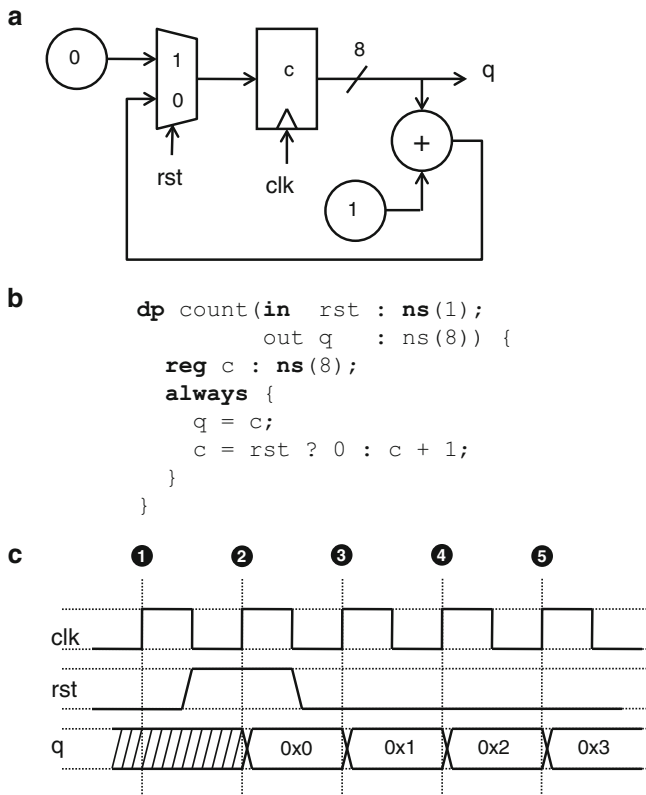 a
8
0
1
0
c
q
+
rst
clk
1
b
dp count(in rst : ns(1);
out q : ns(8)) {
reg c : ns(8);
always {
q = c;
c = rst ? 0 : c + 1;
}
}
c
1 2 3 4 5
clk
rst
q
0x0 0x1 0x2 0x3